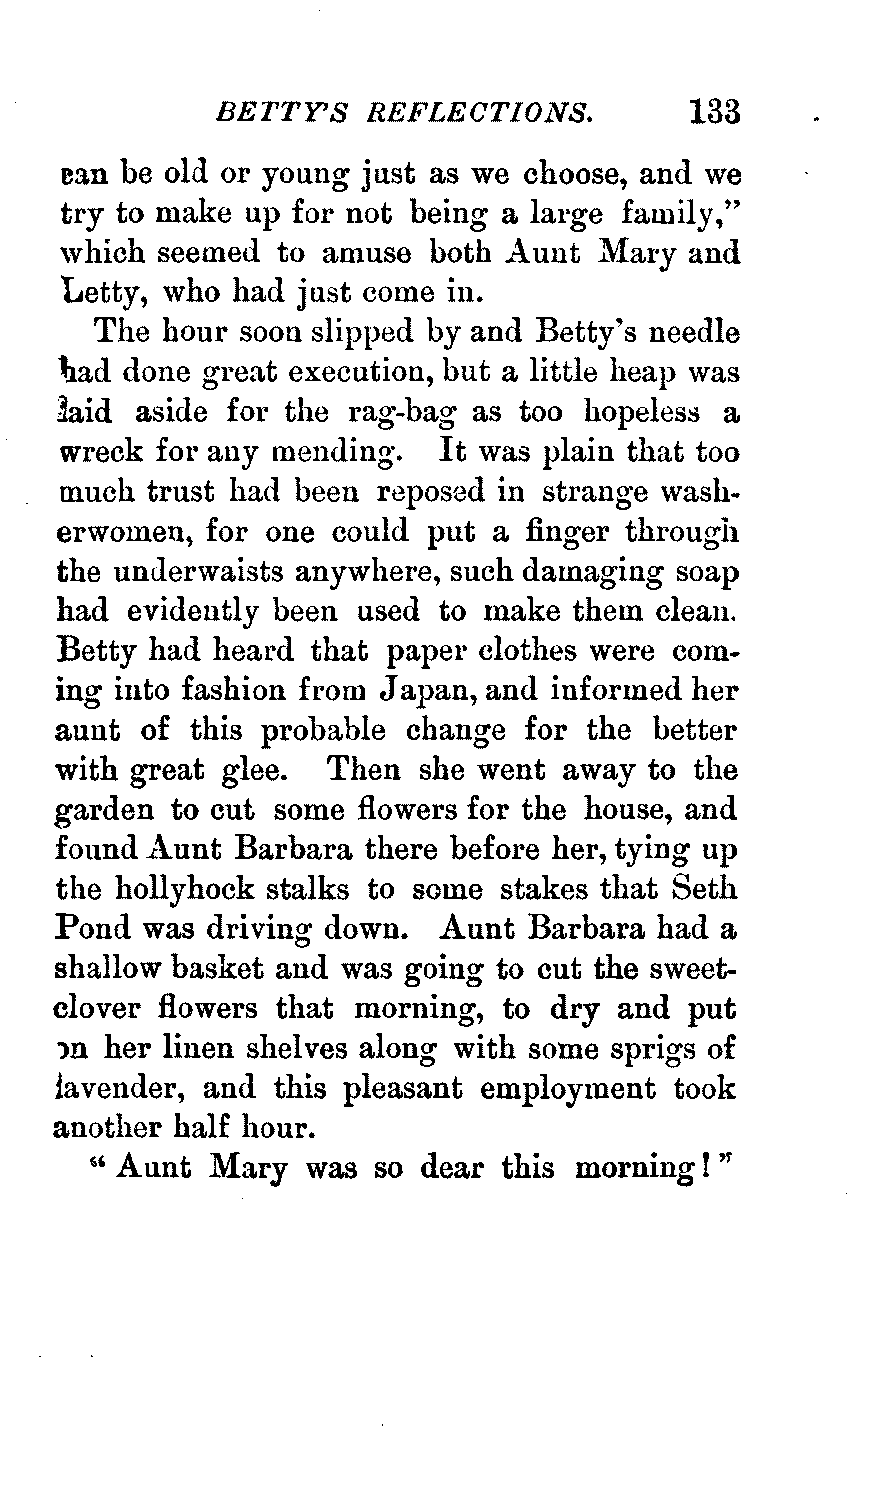 BETTY'S REFLECTIONS. 133
can be old or young just as we choose, and we
try to make up for not being a large family,"
which seemed to amuse both Aunt Mary and
Letty, who had just come in.
The hour soon slipped by and Betty's needle
had done great execution, but a little heap was
laid aside for the rag-bag as too hopeless a
wreck for any mending. It was plain that too
much trust had been reposed in strange wash-
erwomen, for one could put a finger through
the underwaists anywhere, such damaging soap
had evidently been used to make them clean.
Betty had heard that paper clothes were com-
ing into fashion from Japan, and informed her
aunt of this probable change for the better
with great glee. Then she went away to the
garden to cut some flowers for the house, and
found Aunt Barbara there before her, tying up
the hollyhock stalks to some stakes that Seth
Pond was driving down. Aunt Barbara had a
shallow basket and was going to cut the sweet-
clover flowers that morning, to dry and put
on her linen shelves along with some sprigs of
lavender, and this pleasant employment took
another half hour.
"Aunt Mary was so dear this morning!"